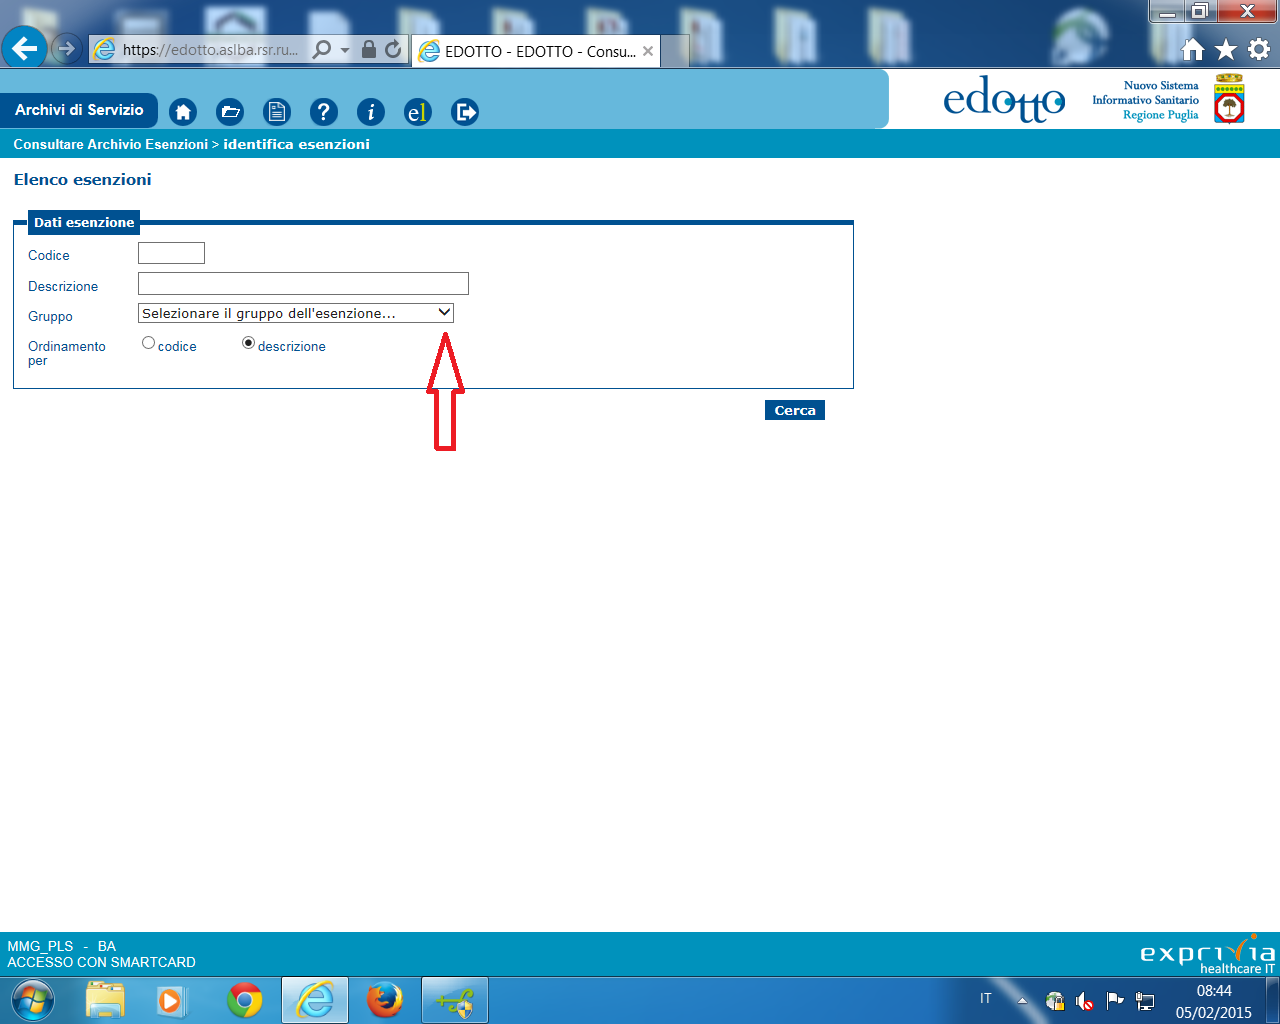 https://edotto.aslba.rsr.ru...
EDOTTO - EDOTTO - Consu...
Archivi di Servizio
? i el
edotto
Nuovo Sistema
Informativo Sanitario
Regione Puglia
Consultare Archivio Esenzioni > identifica esenzioni
Elenco esenzioni
Dati esenzione
Codice
Descrizione
Gruppo
Selezionare il gruppo dell'esenzione...
Ordinamento per
codice
descrizione
Cerca
MMG_PLS - BA
ACCESSO CON SMARTCARD
exprivia
healthcare IT
IT
08:44
05/02/2015